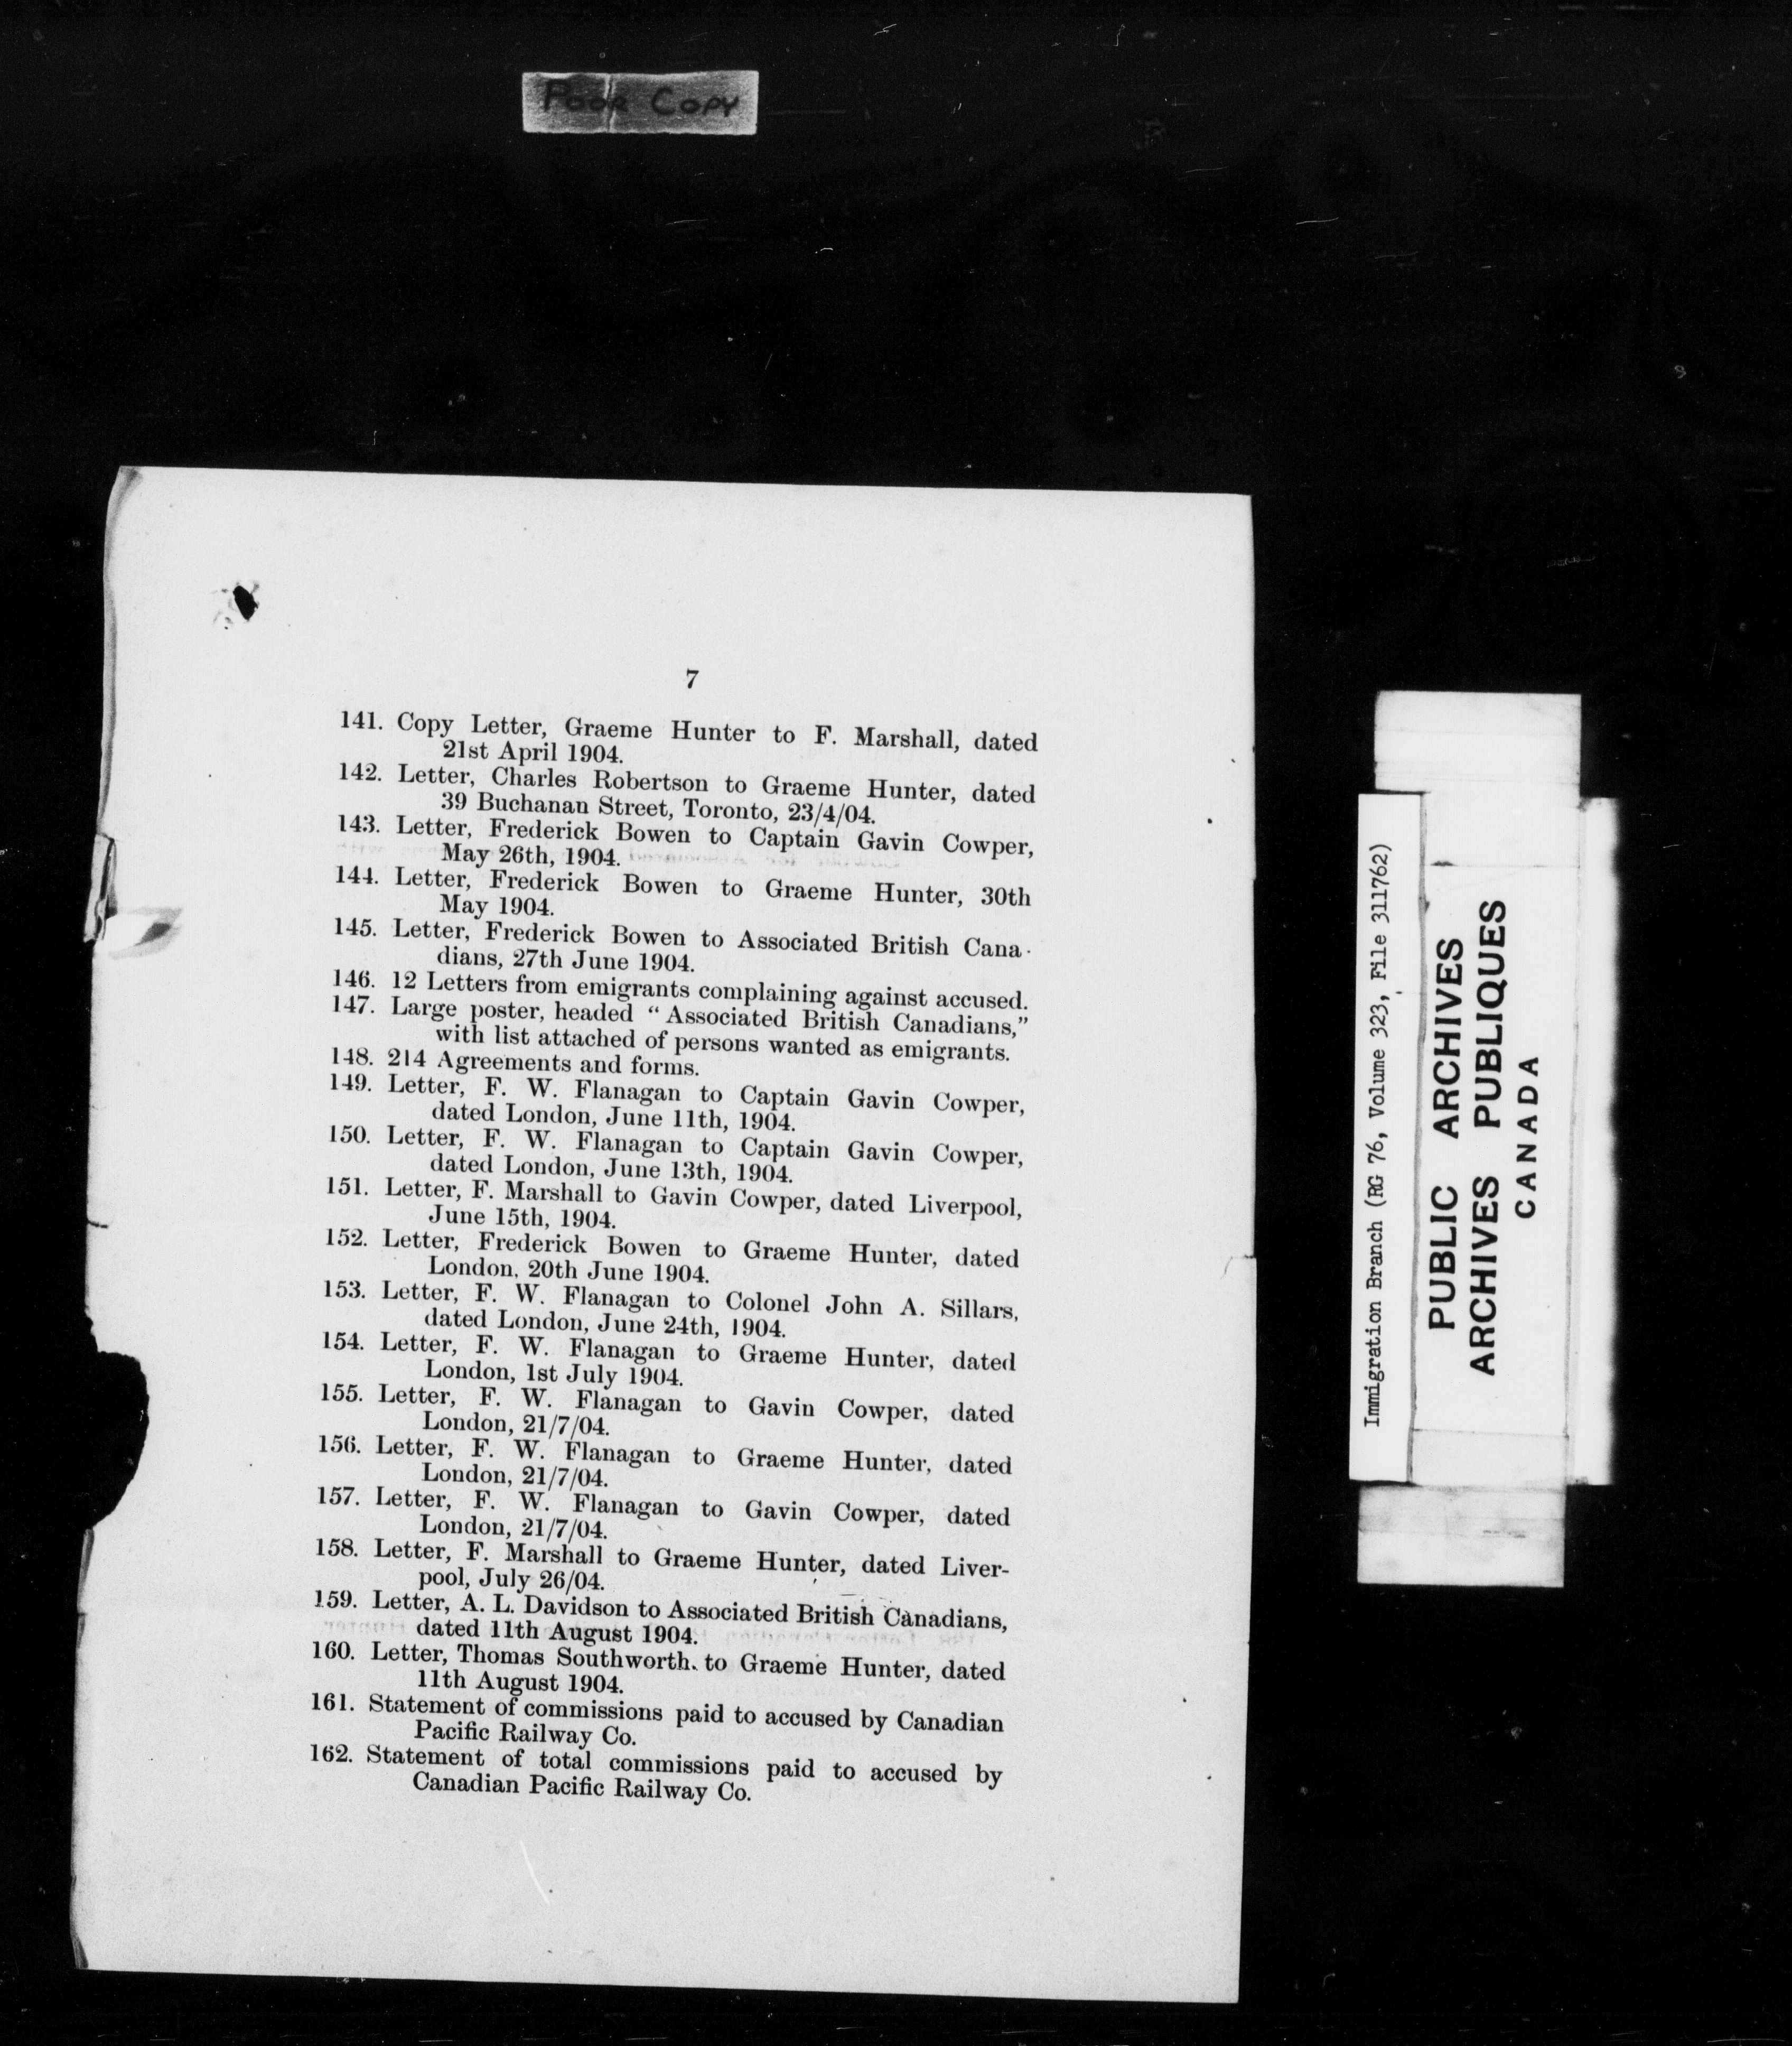 POOR COPY
7
141. Copy Letter, Graeme Hunter to F. Marshall, dated
21st April 1904.
142. Letter, Charles Robertson to Graeme Hunter, dated
39 Buchanan Street, Toronto, 23/4/04.
143. Letter, Frederick Bowen to Captain Gavin Cowper,
May 26th, 1904.
144. Letter, Frederick Bowen to Graeme Hunter, 30th
May 1904.
145. Letter, Frederick Bowen to Associated British Cana-
dians, 27th June 1904.
146. 12 Letters from emigrants complaining against accused.
147. Large poster, headed “Associated British Canadians,”
with list attached of persons wanted as emigrants.
148. 214 Agreements and forms.
149. Letter, F. W. Flanagan to Captain Gavin Cowper,
dated London, June 11th, 1904.
150. Letter, F. W. Flanagan to Captain Gavin Cowper,
dated London, June 13th, 1904.
151. Letter, F. Marshall to Gavin Cowper, dated Liverpool,
June 15th, 1904.
152. Letter, Frederick Bowen to Graeme Hunter, dated
London, 20th June 1904.
153. Letter, F. W. Flanagan to Colonel John A. Sillars,
dated London, June 24th, 1904.
154. Letter, F. W. Flanagan to Graeme Hunter, dated
London, 1st July 1904.
155. Letter, F. W. Flanagan to Gavin Cowper, dated
London, 21/7/04.
156. Letter, F. W. Flanagan to Graeme Hunter, dated
London, 21/7/04.
157. Letter, F. W. Flanagan to Gavin Cowper, dated
London, 21/7/04.
158. Letter, F. Marshall to Graeme Hunter, dated Liver-
pool, July 26/04.
159. Letter, A. L. Davidson to Associated British Canadians,
dated 11th August 1904.
160. Letter, Thomas Southworth to Graeme Hunter, dated
11th August 1904.
161. Statement of commissions paid to accused by Canadian
Pacific Railway Co.
162. Statement of total commissions paid to accused by
Canadian Pacific Railway Co.
Immigration Branch (RG 76, Volume 323, File 311762)
PUBLIC ARCHIVES
ARCHIVES PUBLIQUES
CANADA